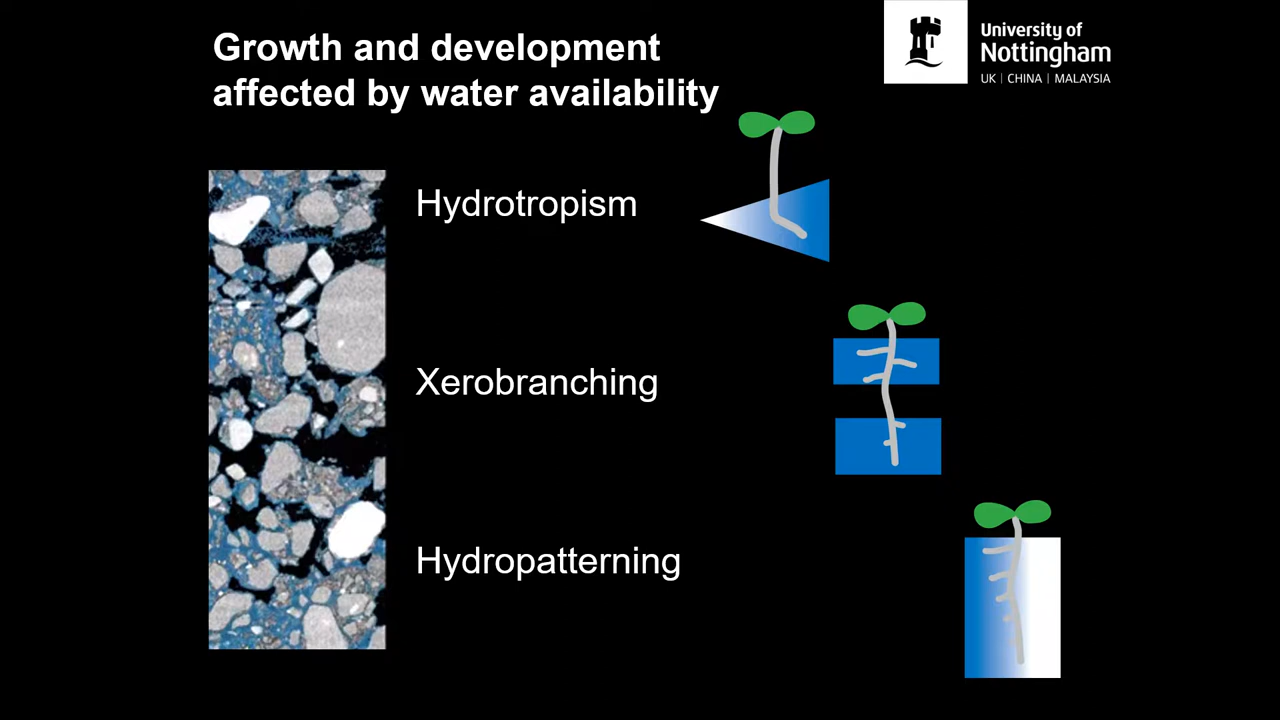 Growth and development
affected by water availability
University of
Nottingham
UK | CHINA | MALAYSIA
Hydrotropism
Xerobranching
Hydropatterning